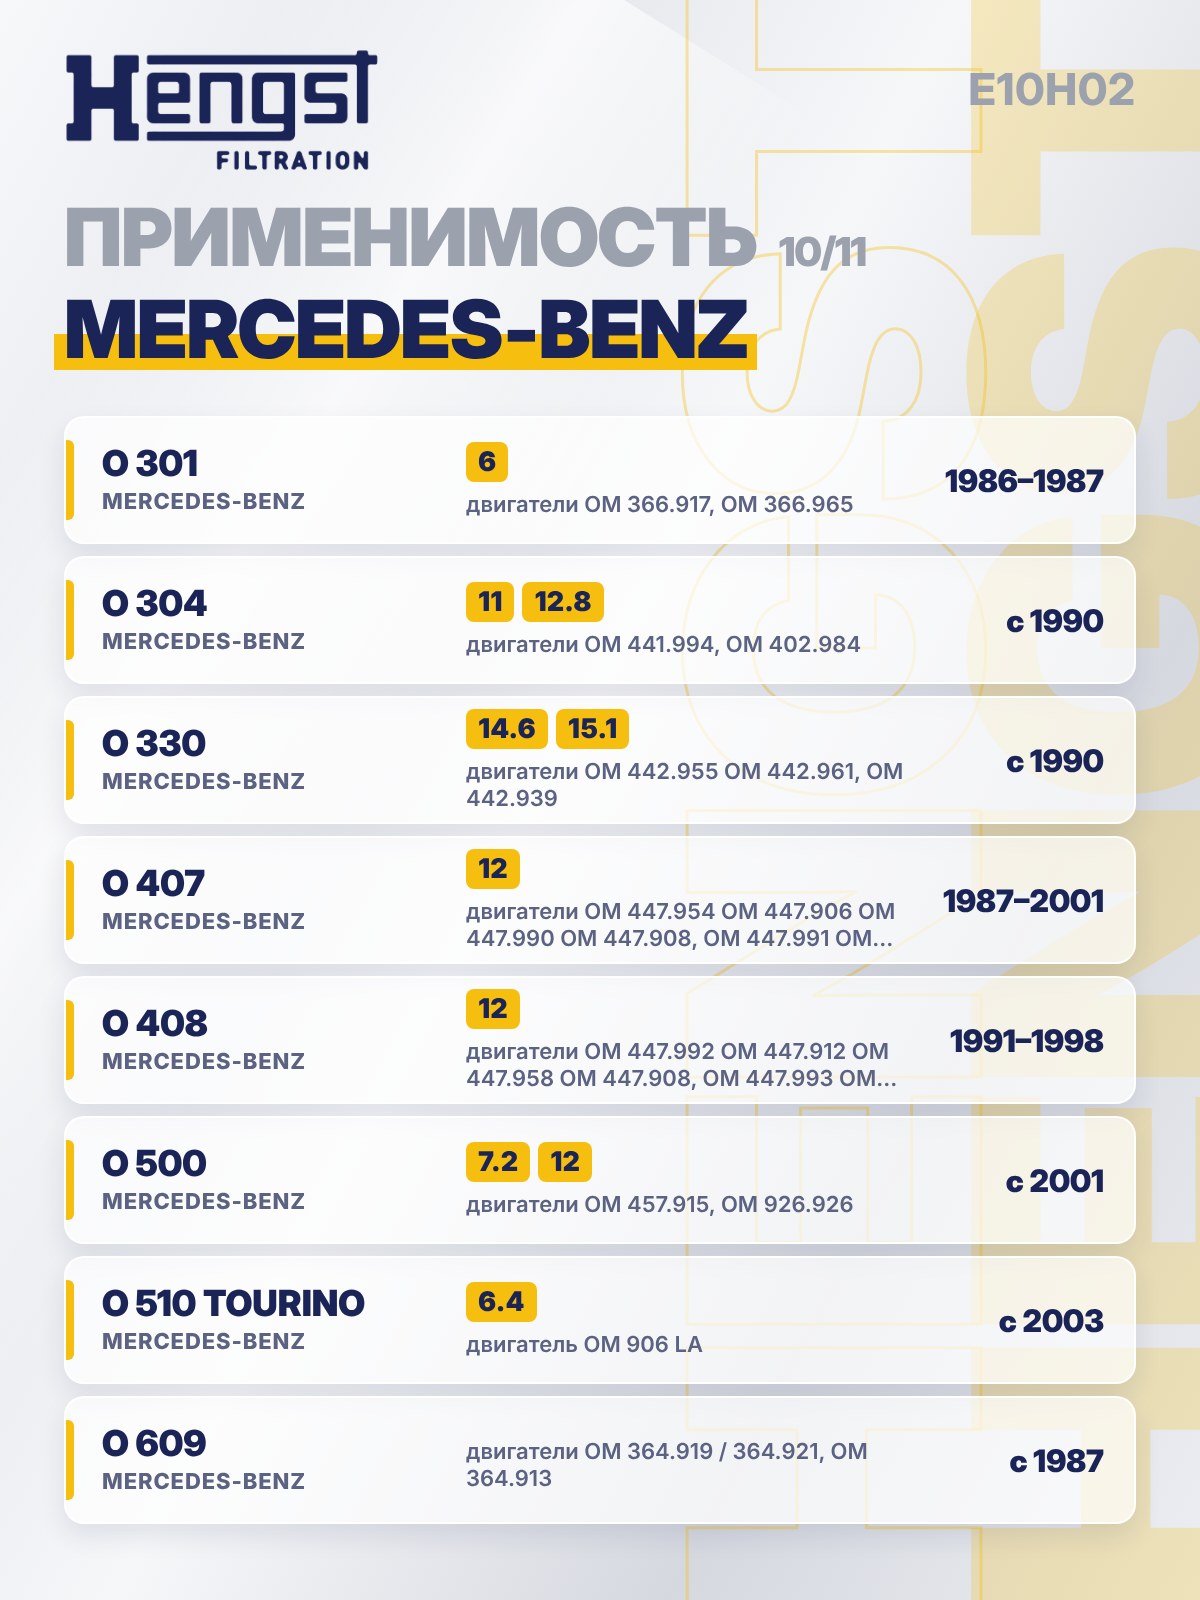 Hengst
FILTRATION
E10H02
ПРИМЕНИМОСТЬ 10/11
MERCEDES-BENZ
O 301
MERCEDES-BENZ
6
двигатели OM 366.917, OM 366.965
1986–1987
O 304
MERCEDES-BENZ
11 12.8
двигатели OM 441.994, OM 402.984
с 1990
O 330
MERCEDES-BENZ
14.6 15.1
двигатели OM 442.955 OM 442.961, OM
442.939
с 1990
O 407
MERCEDES-BENZ
12
двигатели OM 447.954 OM 447.906 OM
447.990 OM 447.908, OM 447.991 OM...
1987–2001
O 408
MERCEDES-BENZ
12
двигатели OM 447.992 OM 447.912 OM
447.958 OM 447.908, OM 447.993 OM...
1991–1998
O 500
MERCEDES-BENZ
7.2 12
двигатели OM 457.915, OM 926.926
с 2001
O 510 TOURINO
MERCEDES-BENZ
6.4
двигатель OM 906 LA
с 2003
O 609
MERCEDES-BENZ
двигатели OM 364.919 / 364.921, OM
364.913
с 1987
HENGST
HENGST